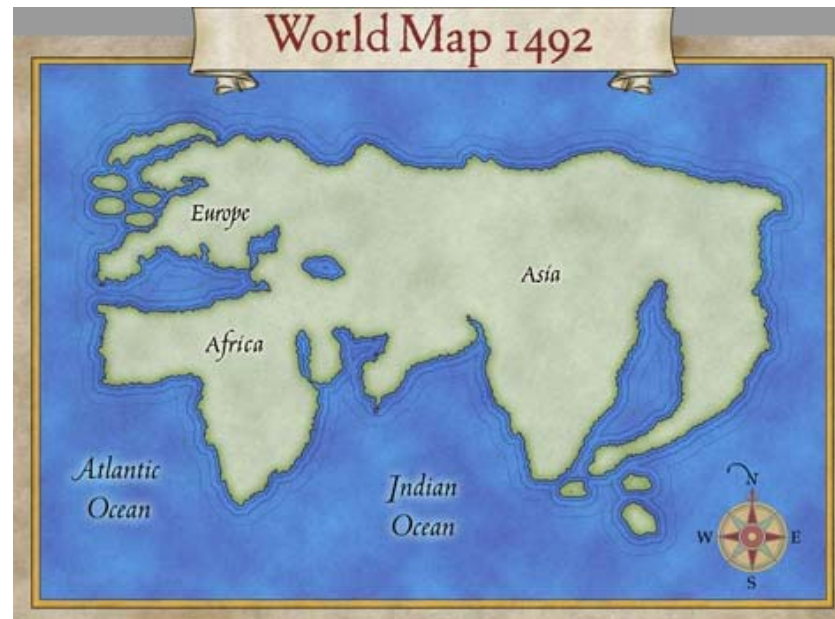 World Map 1492
Europe
Asia
Africa
Atlantic
Ocean
Indian
Ocean
N
W E
S